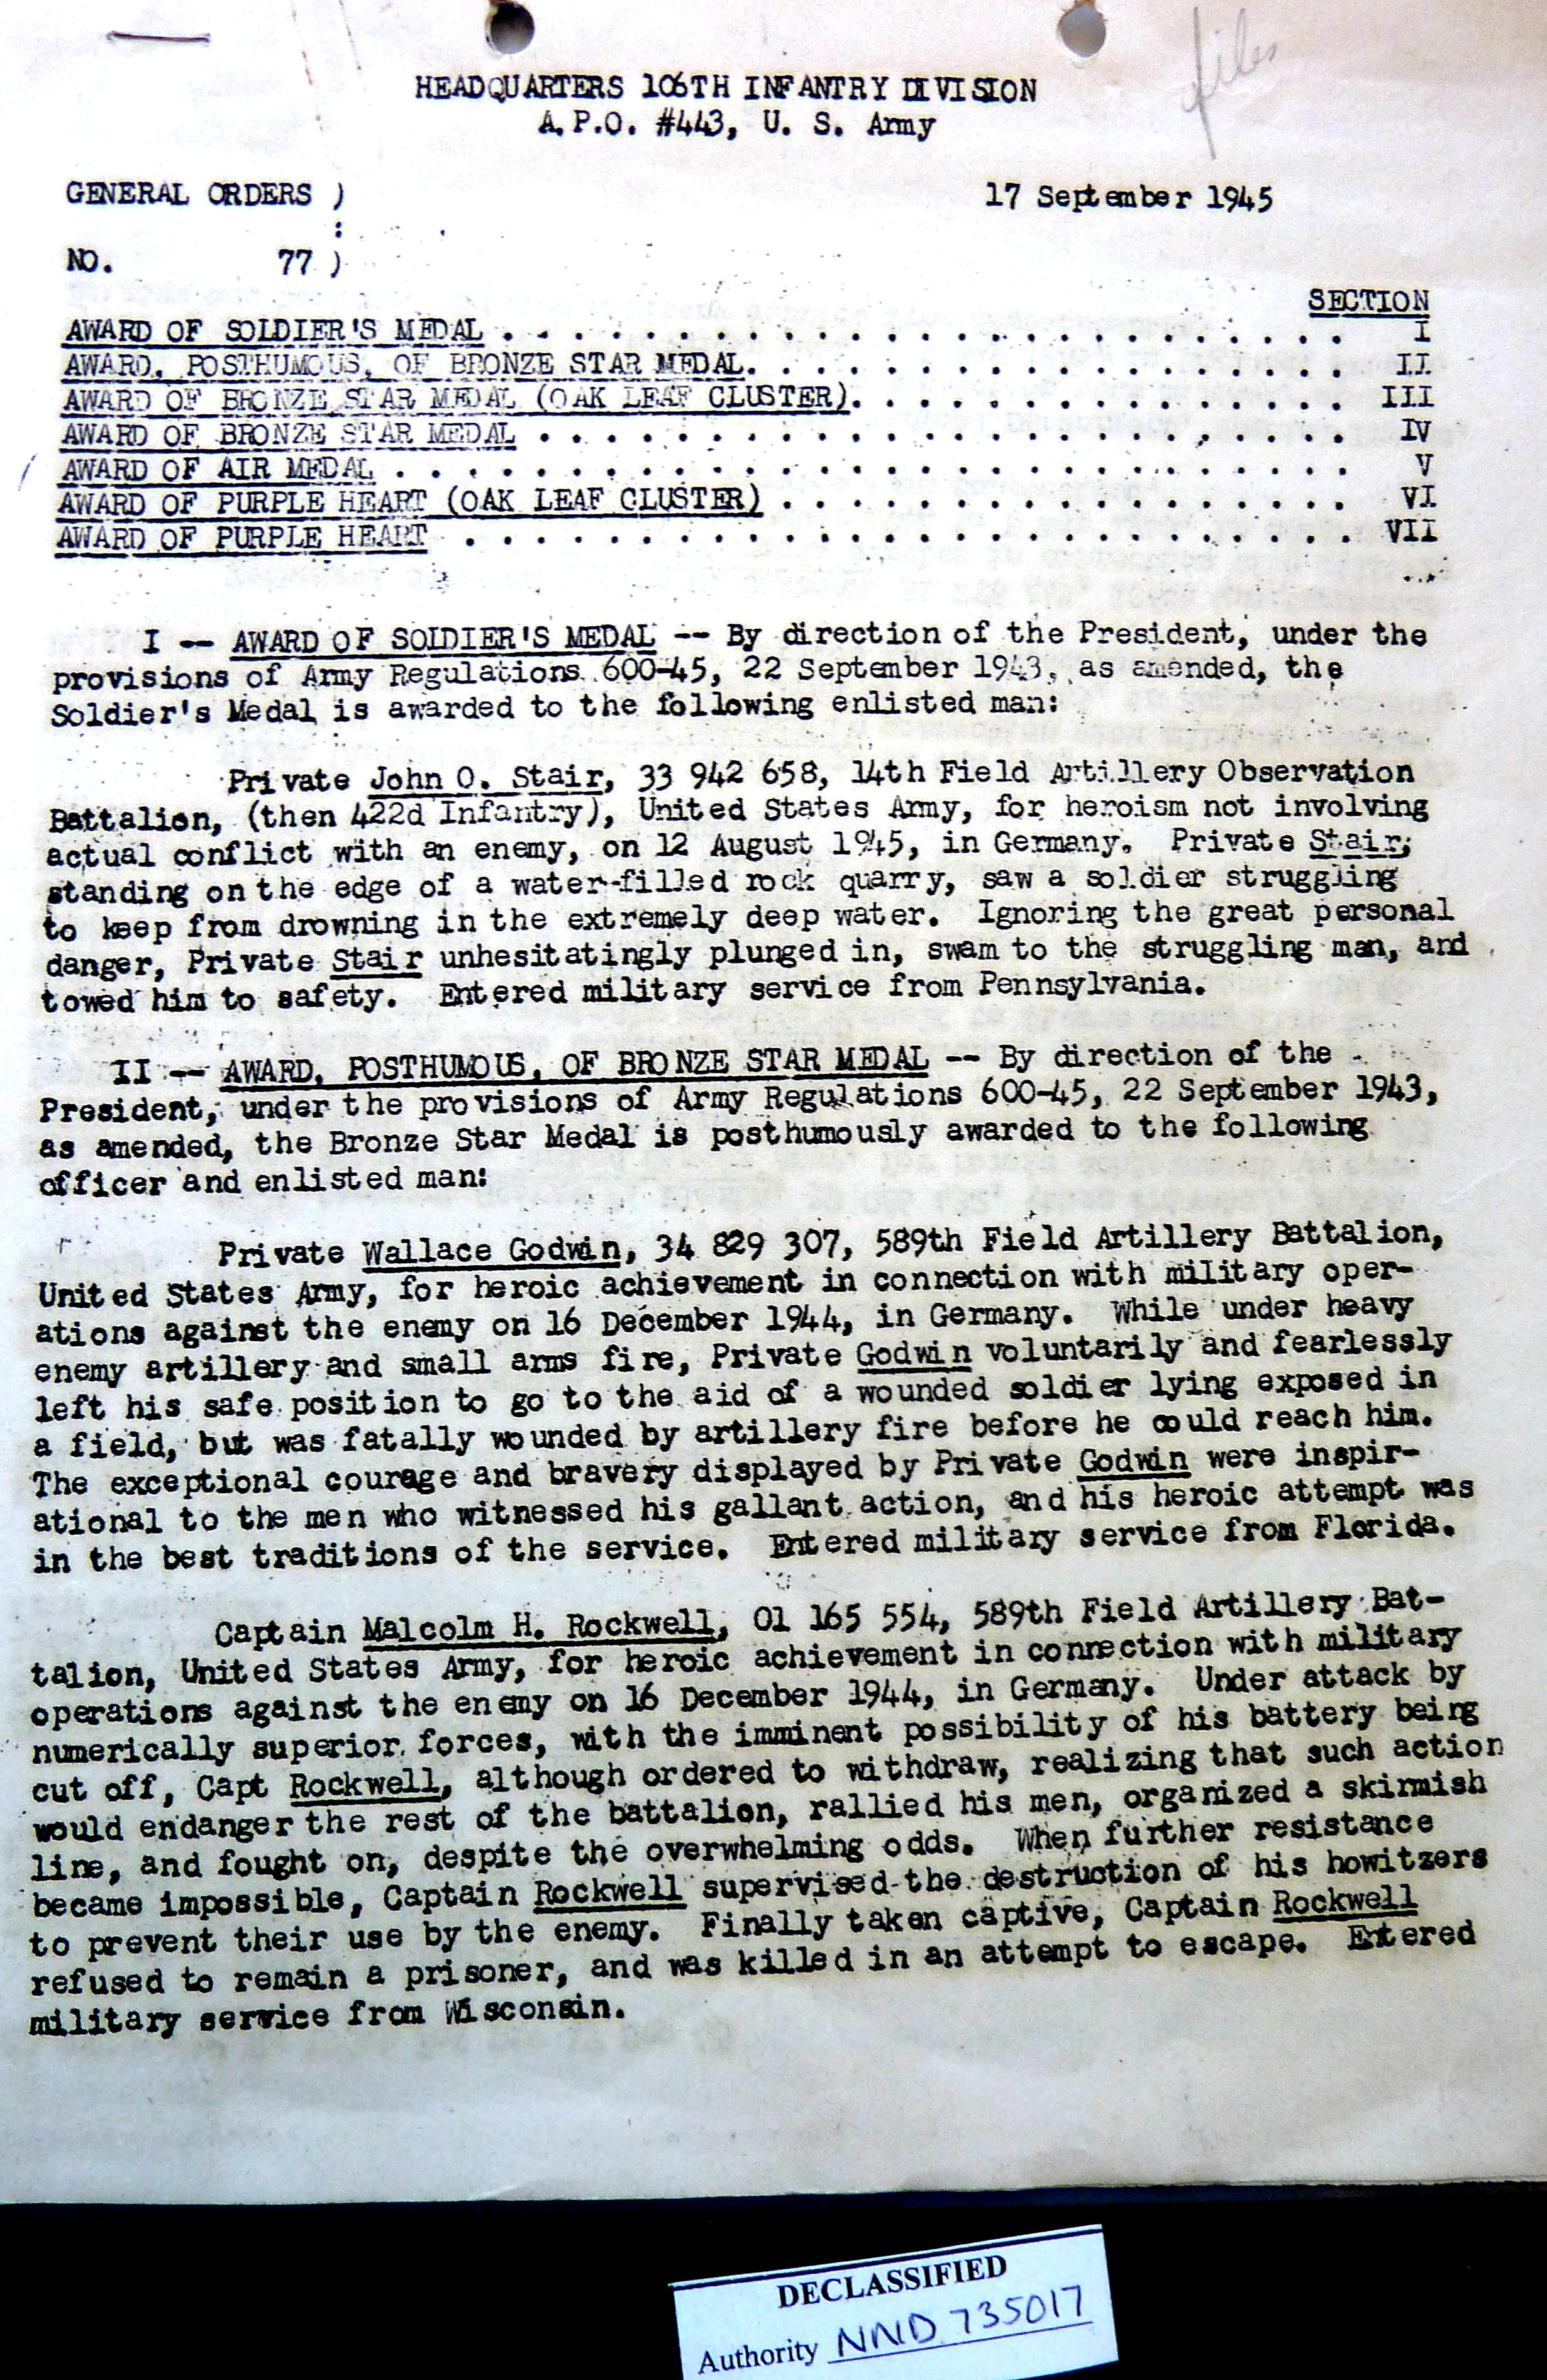 files
HEADQUARTERS 106TH INFANTRY DIVISION
A.P.O. #443, U. S. Army
GENERAL ORDERS )
17 September 1945
:
NO. 77 )
SECTION
AWARD OF SOLDIER'S MEDAL . . . . . . . . . . . . . . . . . . . . . . . . I
AWARD, POSTHUMOUS, OF BRONZE STAR MEDAL. . . . . . . . . . . . . . . . . II
AWARD OF BRONZE STAR MEDAL (OAK LEAF CLUSTER). . . . . . . . . . . . . . III
AWARD OF BRONZE STAR MEDAL . . . . . . . . . . . . . . . . . . . . . . . IV
AWARD OF AIR MEDAL . . . . . . . . . . . . . . . . . . . . . . . . . . . V
AWARD OF PURPLE HEART (OAK LEAF CLUSTER) . . . . . . . . . . . . . . . . VI
AWARD OF PURPLE HEART . . . . . . . . . . . . . . . . . . . . . . . . . VII
I -- AWARD OF SOLDIER'S MEDAL -- By direction of the President, under the
provisions of Army Regulations 600-45, 22 September 1943, as amended, the
Soldier's Medal is awarded to the following enlisted man:
Private John O. Stair, 33 942 658, 14th Field Artillery Observation
Battalion, (then 422d Infantry), United States Army, for heroism not involving
actual conflict with an enemy, on 12 August 1945, in Germany. Private Stair,
standing on the edge of a water-filled rock quarry, saw a soldier struggling
to keep from drowning in the extremely deep water. Ignoring the great personal
danger, Private Stair unhesitatingly plunged in, swam to the struggling man, and
towed him to safety. Entered military service from Pennsylvania.
II -- AWARD, POSTHUMOUS, OF BRONZE STAR MEDAL -- By direction of the
President, under the provisions of Army Regulations 600-45, 22 September 1943,
as amended, the Bronze Star Medal is posthumously awarded to the following
officer and enlisted man:
Private Wallace Godwin, 34 829 307, 589th Field Artillery Battalion,
United States Army, for heroic achievement in connection with military oper-
ations against the enemy on 16 December 1944, in Germany. While under heavy
enemy artillery and small arms fire, Private Godwin voluntarily and fearlessly
left his safe position to go to the aid of a wounded soldier lying exposed in
a field, but was fatally wounded by artillery fire before he could reach him.
The exceptional courage and bravery displayed by Private Godwin were inspir-
ational to the men who witnessed his gallant action, and his heroic attempt was
in the best traditions of the service. Entered military service from Florida.
Captain Malcolm H. Rockwell, O1 165 554, 589th Field Artillery Bat-
talion, United States Army, for heroic achievement in connection with military
operations against the enemy on 16 December 1944, in Germany. Under attack by
numerically superior forces, with the imminent possibility of his battery being
cut off, Capt Rockwell, although ordered to withdraw, realizing that such action
would endanger the rest of the battalion, rallied his men, organized a skirmish
line, and fought on, despite the overwhelming odds. When further resistance
became impossible, Captain Rockwell supervised the destruction of his howitzers
to prevent their use by the enemy. Finally taken captive, Captain Rockwell
refused to remain a prisoner, and was killed in an attempt to escape. Entered
military service from Wisconsin.
DECLASSIFIED
Authority NND 735017